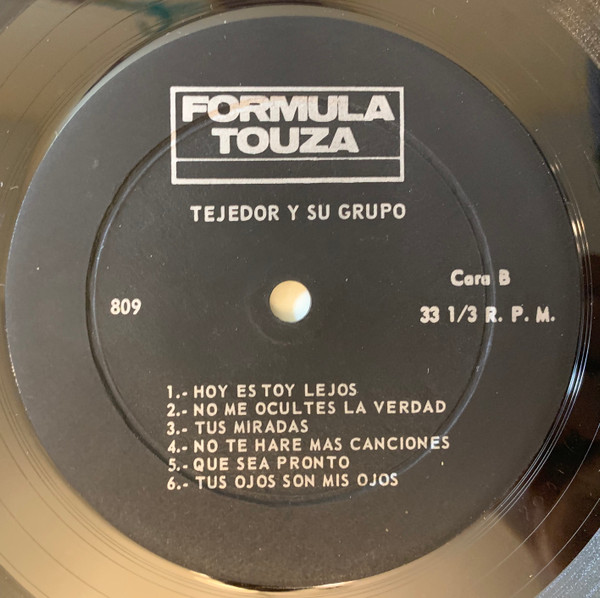 FORMULA
TOUZA
TEJEDOR Y SU GRUPO
Cara B
809
33 1/3 R. P. M.
1.- HOY ESTOY LEJOS
2.- NO ME OCULTES LA VERDAD
3.- TUS MIRADAS
4.- NO TE HARE MAS CANCIONES
5.- QUE SEA PRONTO
6.- TUS OJOS SON MIS OJOS